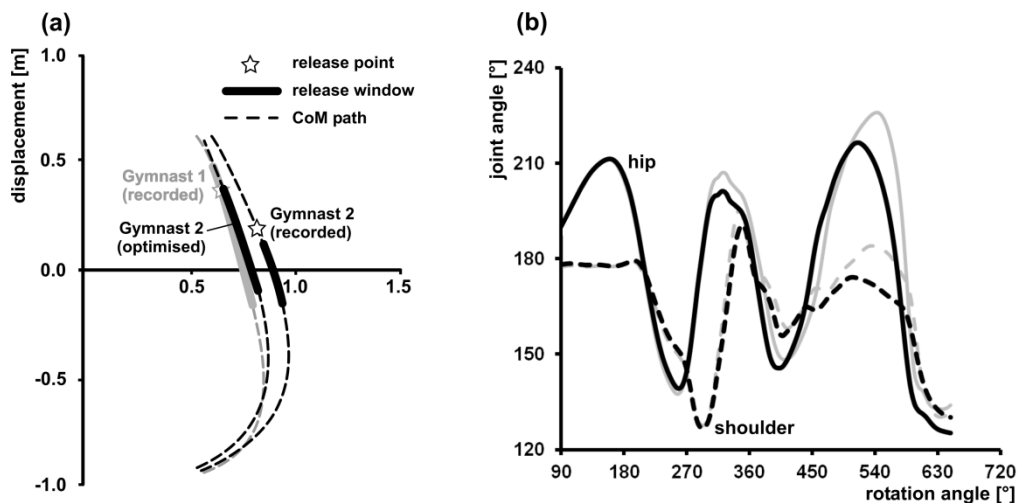 (a)
displacement [m]
1.0
0.5
0.0
-0.5
-1.0
0.5
1.0
1.5
release point
release window
CoM path
Gymnast 1
(recorded)
Gymnast 2
(optimised)
Gymnast 2
(recorded)
(b)
joint angle [°]
240
210
180
150
120
hip
shoulder
90 180 270 360 450 540 630 720
rotation angle [°]